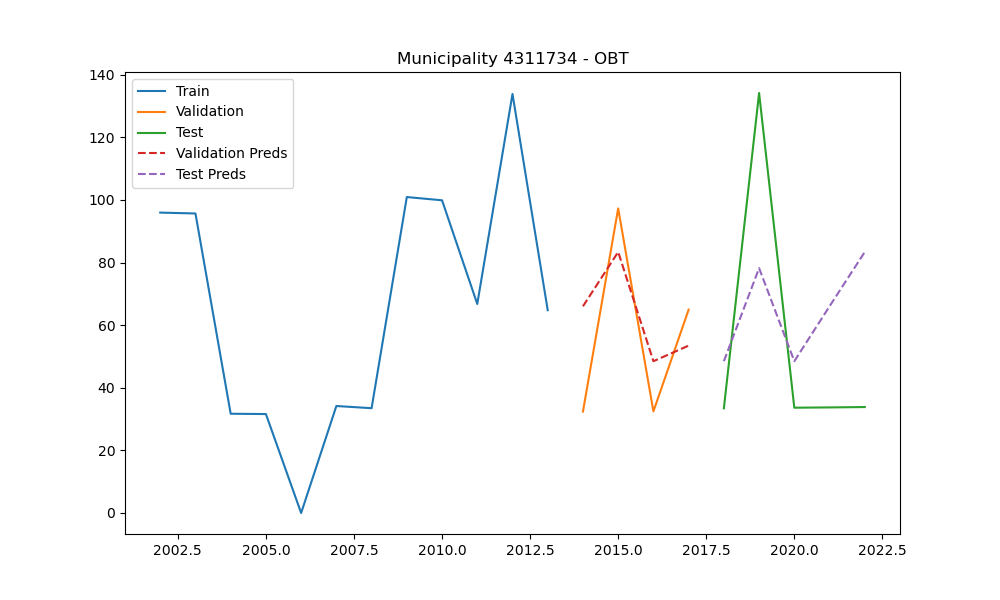 Municipality 4311734 - OBT
140
120
100
80
60
40
20
0
Train
Validation
Test
Validation Preds
Test Preds
2002.5 2005.0 2007.5 2010.0 2012.5 2015.0 2017.5 2020.0 2022.5